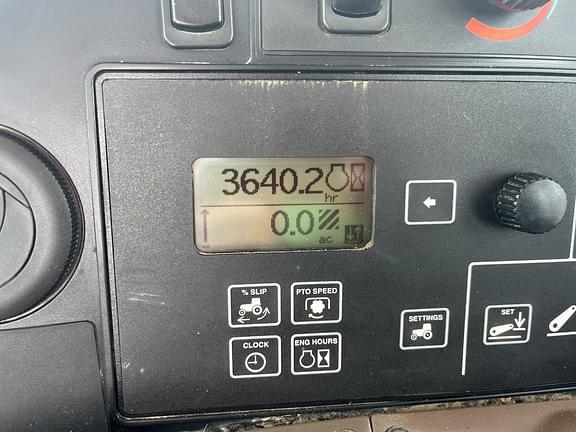 3640.2
hr
0.0
ac
% SLIP
PTO SPEED
CLOCK
ENG HOURS
SETTINGS
SET